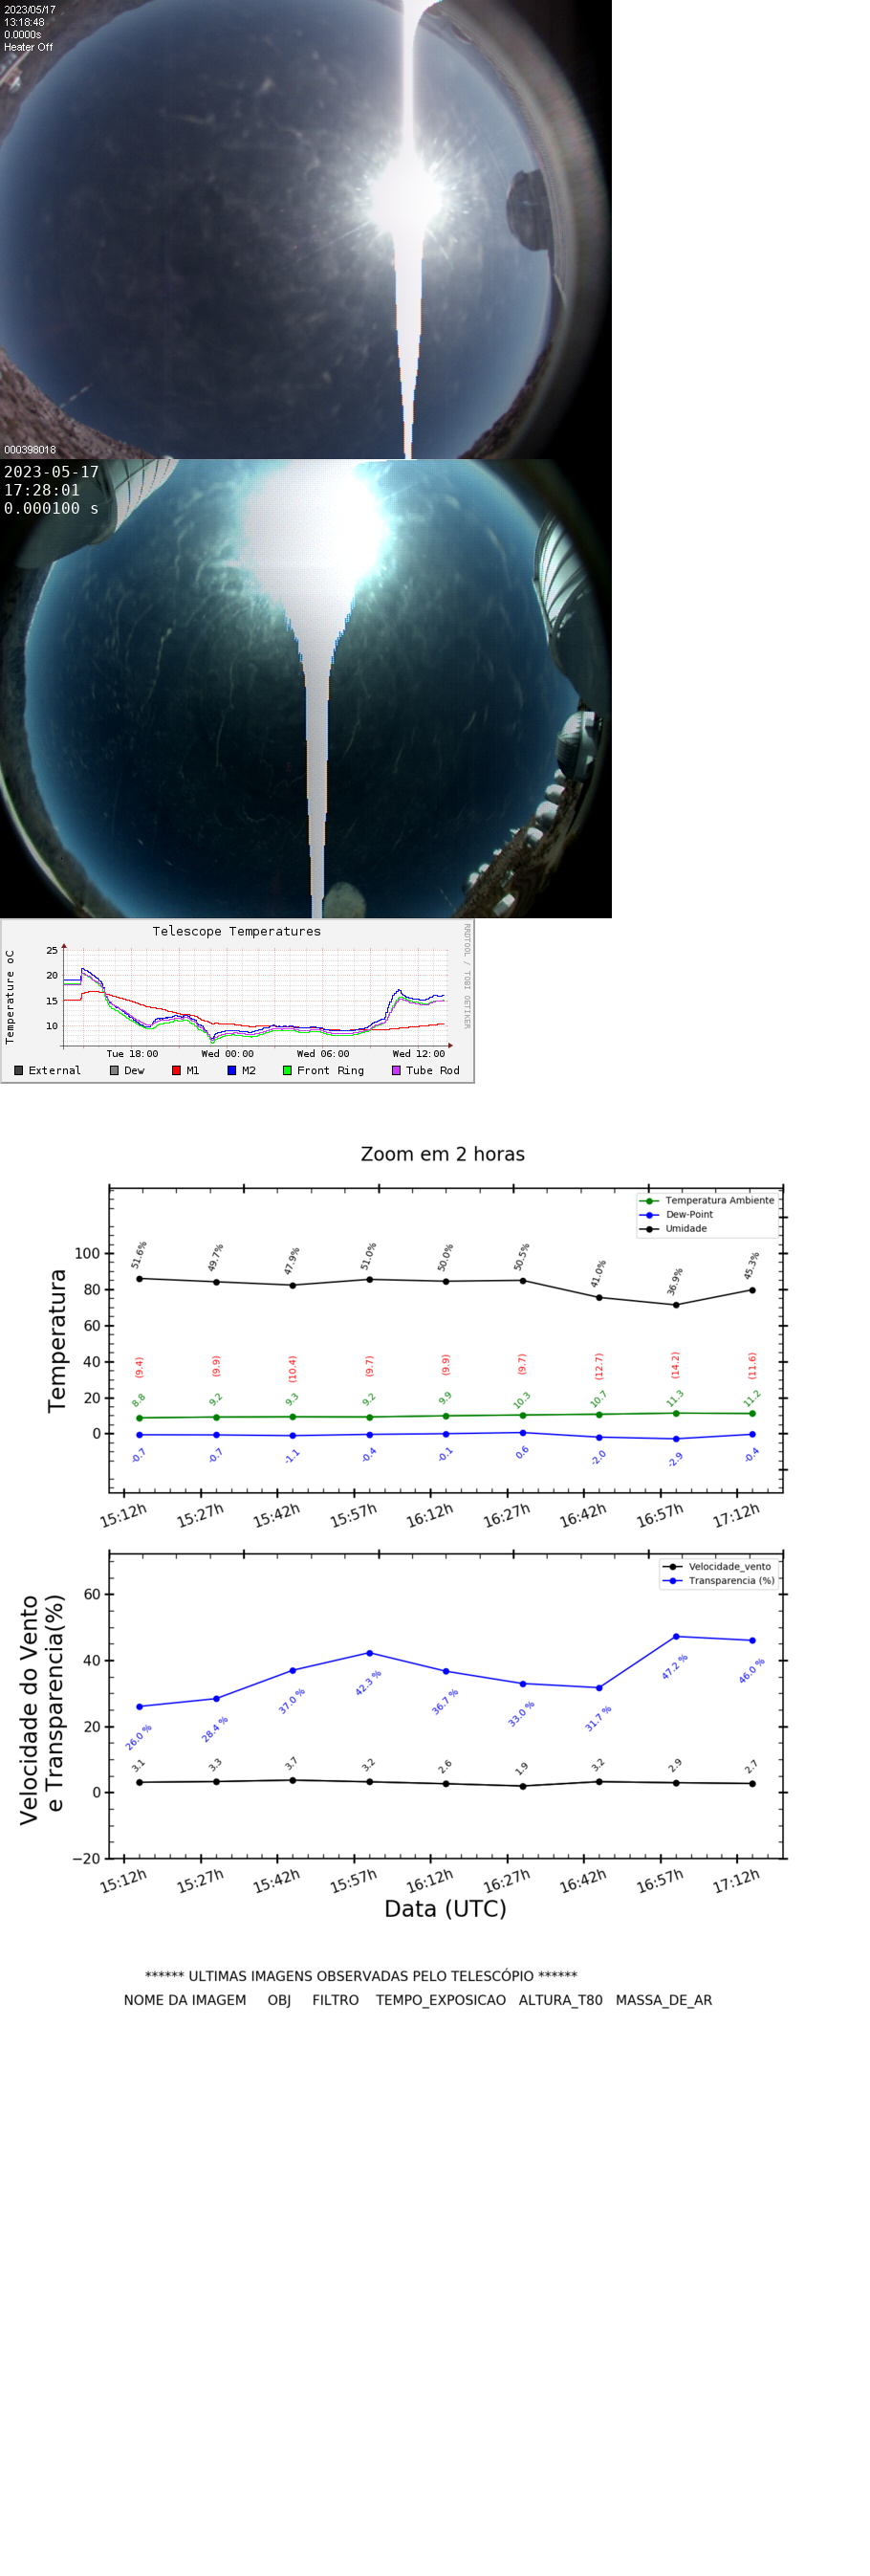 2023/05/17
13:18:48
0.0000s
Heater Off
000398018
2023-05-17
17:28:01
0.000100 s
Telescope Temperatures
RRDTOOL / TOBI OETIKER
Temperature oC
25
20
15
10
Tue 18:00 Wed 00:00 Wed 06:00 Wed 12:00
External Dew M1 M2 Front Ring Tube Rod
Zoom em 2 horas
Temperatura Ambiente
Dew-Point
Umidade
Temperatura
100
80
60
40
20
0
51.6% 49.7% 47.9% 51.0% 50.0% 50.5% 41.0% 36.9% 45.3%
(9.4) (9.9) (10.4) (9.7) (9.9) (9.7) (12.7) (14.2) (11.6)
8.8 9.2 9.3 9.2 9.9 10.3 10.7 11.3 11.2
-0.7 -0.7 -1.1 -0.4 -0.1 0.6 -2.0 -2.9 -0.4
15:12h 15:27h 15:42h 15:57h 16:12h 16:27h 16:42h 16:57h 17:12h
Velocidade_vento
Transparencia (%)
Velocidade do Vento
e Transparencia(%)
60
40
20
0
−20
26.0 % 28.4 % 37.0 % 42.3 % 36.7 % 33.0 % 31.7 % 47.2 % 46.0 %
3.1 3.3 3.7 3.2 2.6 1.9 3.2 2.9 2.7
15:12h 15:27h 15:42h 15:57h 16:12h 16:27h 16:42h 16:57h 17:12h
Data (UTC)
****** ULTIMAS IMAGENS OBSERVADAS PELO TELESCÓPIO ******
NOME DA IMAGEM OBJ FILTRO TEMPO_EXPOSICAO ALTURA_T80 MASSA_DE_AR